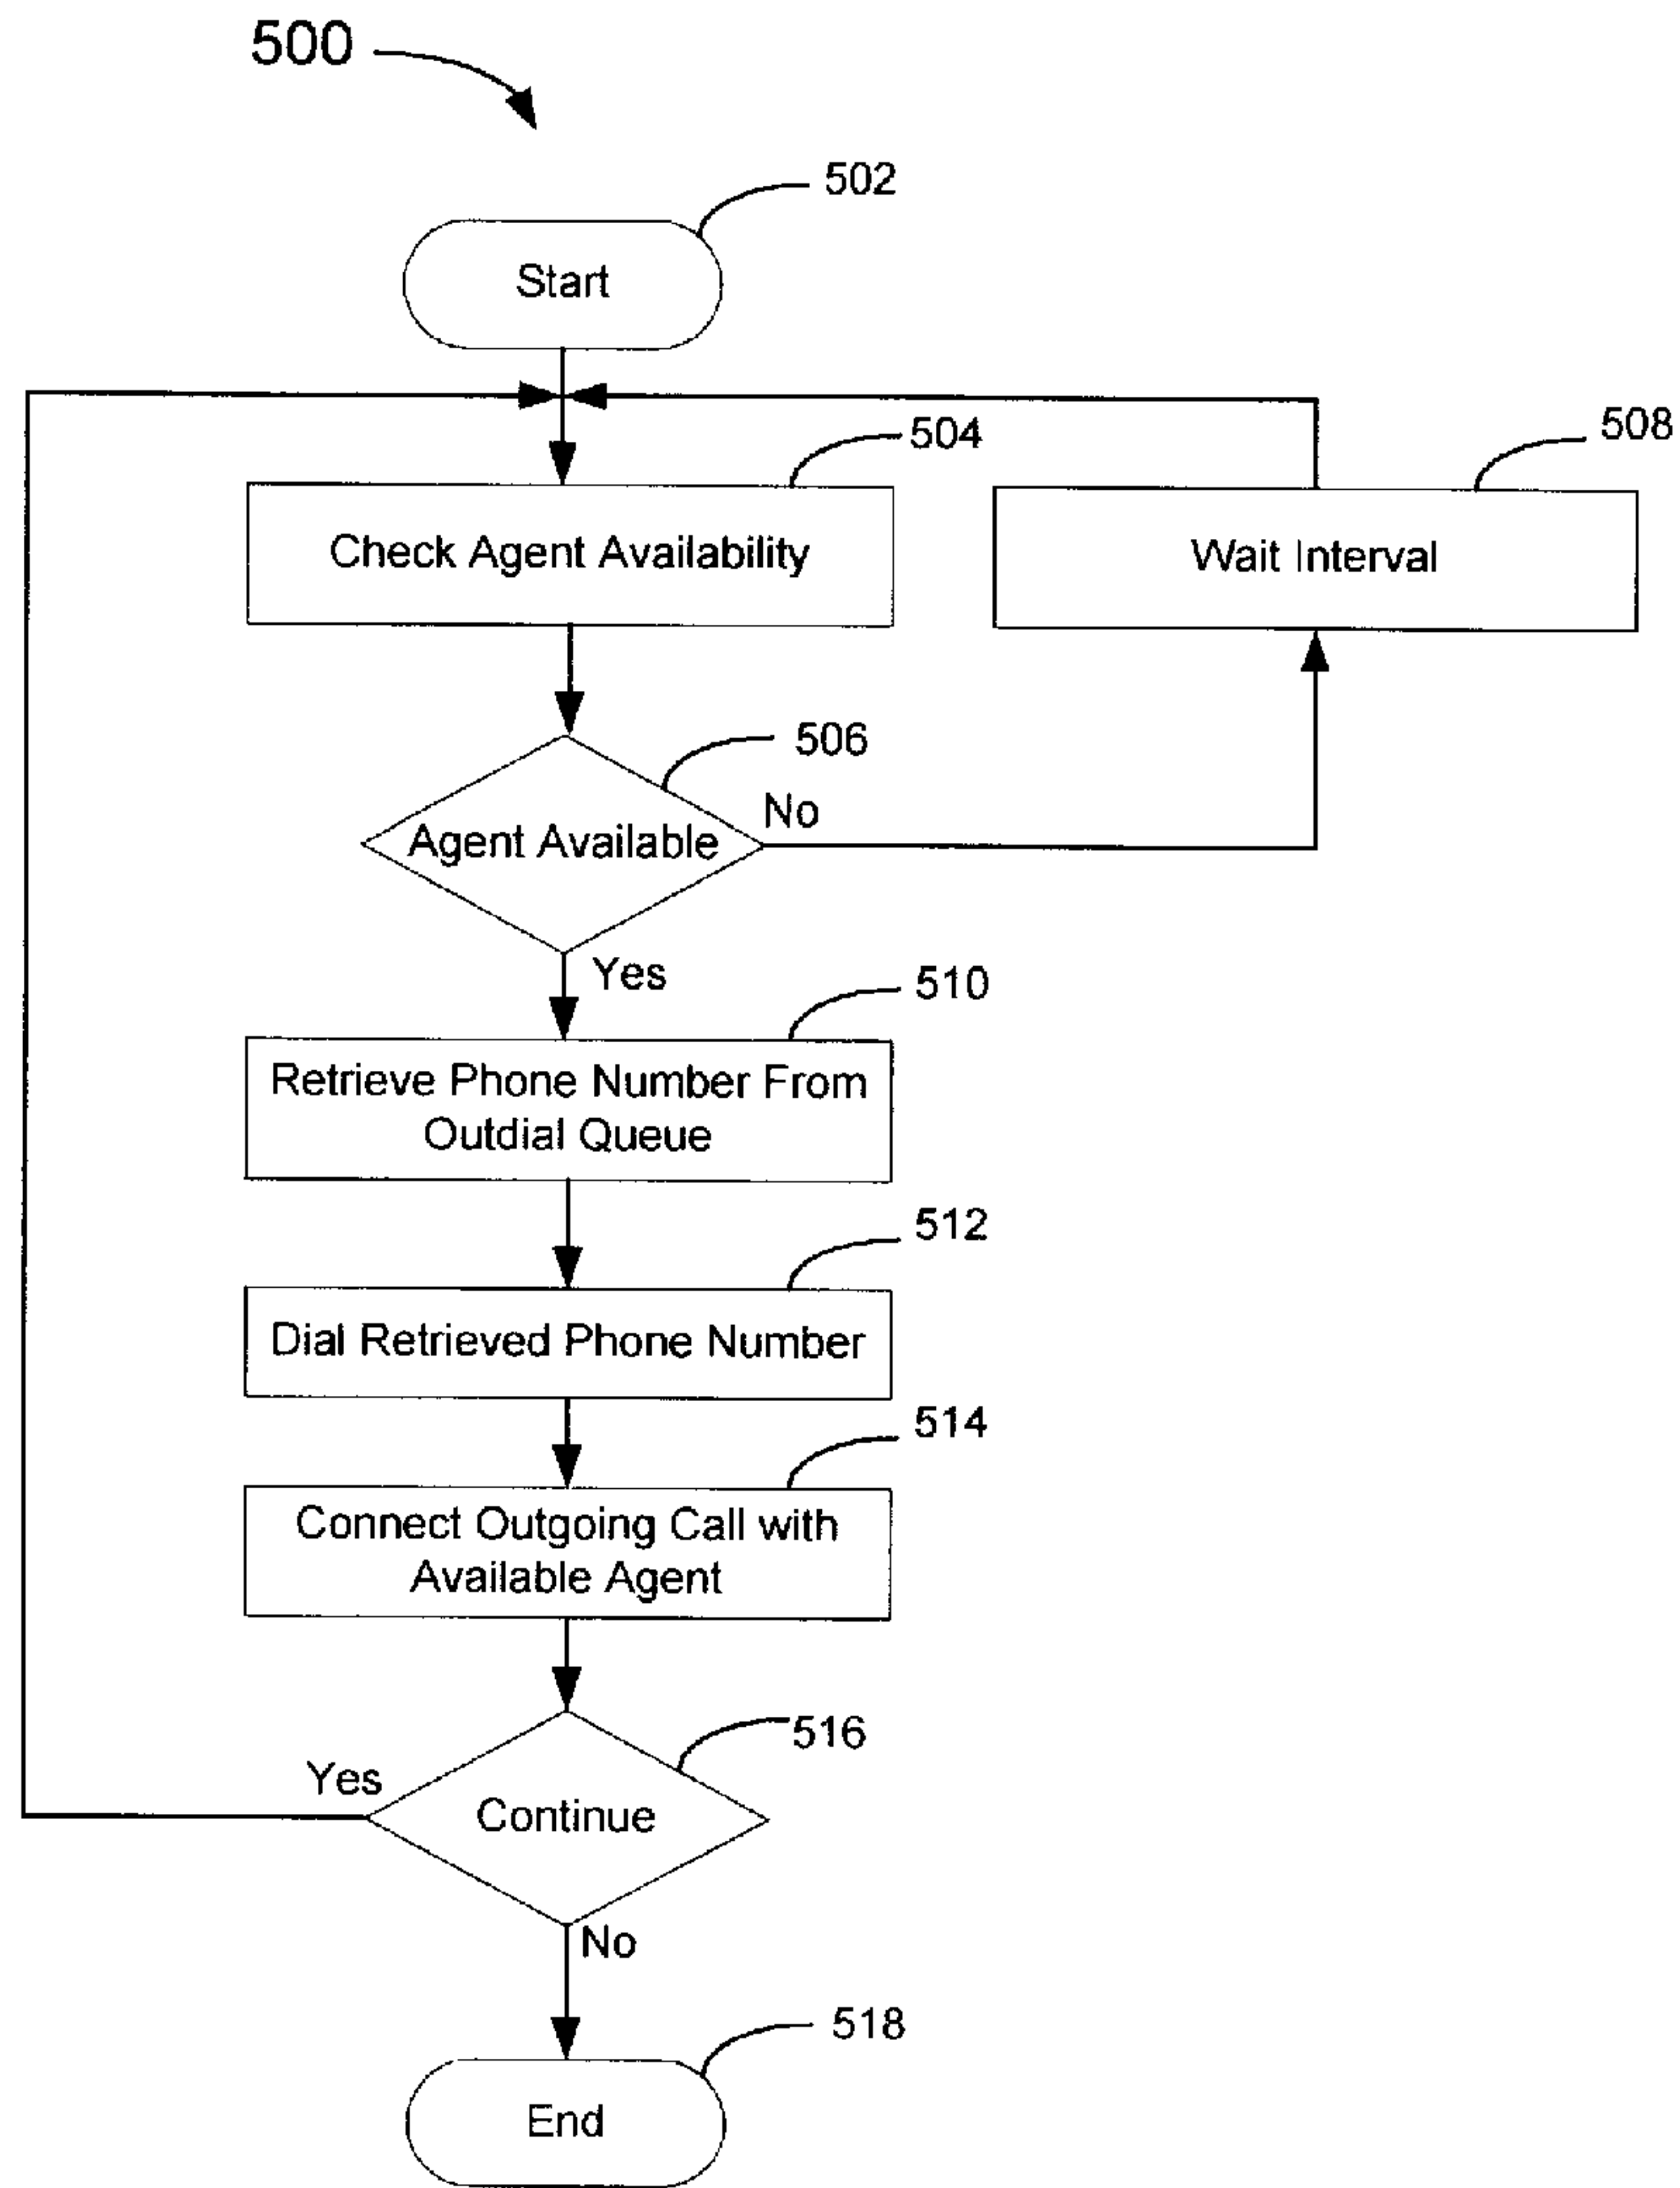 500
502
Start
504
508
Check Agent Availability
Wait Interval
506
Agent Available
No
Yes
510
Retrieve Phone Number From
Outdial Queue
512
Dial Retrieved Phone Number
514
Connect Outgoing Call with
Available Agent
516
Yes
Continue
No
518
End